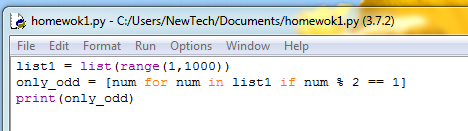 homewok1.py - C:/Users/NewTech/Documents/homewok1.py (3.7.2)
File Edit Format Run Options Window Help
list1 = list(range(1,1000))
only_odd = [num for num in list1 if num % 2 == 1]
print(only_odd)